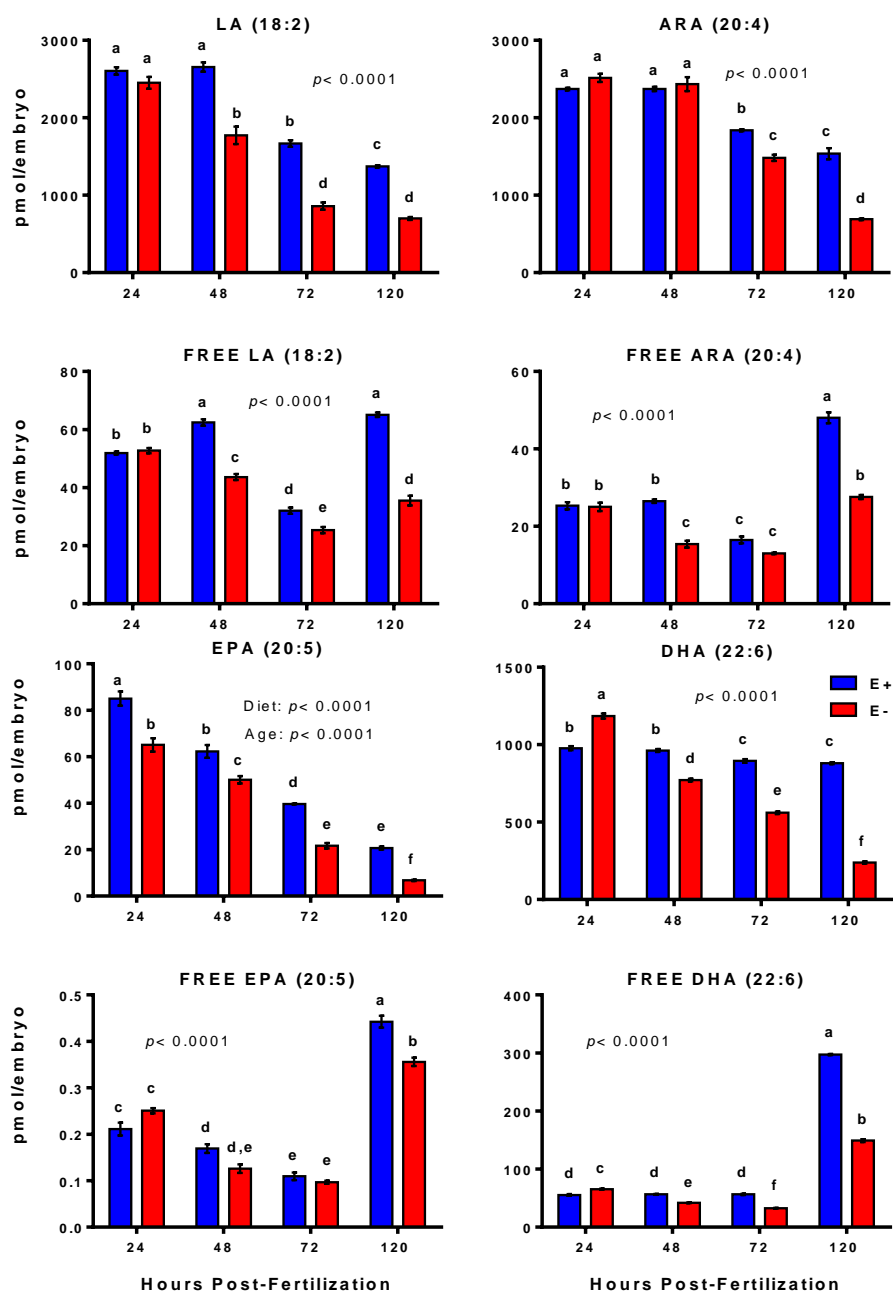 LA (18:2)
3000
2000
1000
0
pmol/embryo
a
a
a
b
b
d
c
d
p< 0.0001
24
48
72
120
ARA (20:4)
3000
2000
1000
0
a
a
a
a
b
c
c
d
p< 0.0001
24
48
72
120
FREE LA (18:2)
80
60
40
20
0
pmol/embryo
b
b
a
c
d
e
a
d
p< 0.0001
24
48
72
120
FREE ARA (20:4)
60
40
20
0
b
b
b
c
c
c
a
b
p< 0.0001
24
48
72
120
EPA (20:5)
100
80
60
40
20
0
pmol/embryo
a
b
b
c
d
e
e
f
Diet: p< 0.0001
Age: p< 0.0001
24
48
72
120
DHA (22:6)
1500
1000
500
0
b
a
b
d
c
e
c
f
p< 0.0001
E+
E-
24
48
72
120
FREE EPA (20:5)
0.5
0.4
0.3
0.2
0.1
0.0
pmol/embryo
c
c
d
d,e
e
e
a
b
p< 0.0001
24
48
72
120
Hours Post-Fertilization
FREE DHA (22:6)
400
300
200
100
0
d
c
d
e
d
f
a
b
p< 0.0001
24
48
72
120
Hours Post-Fertilization